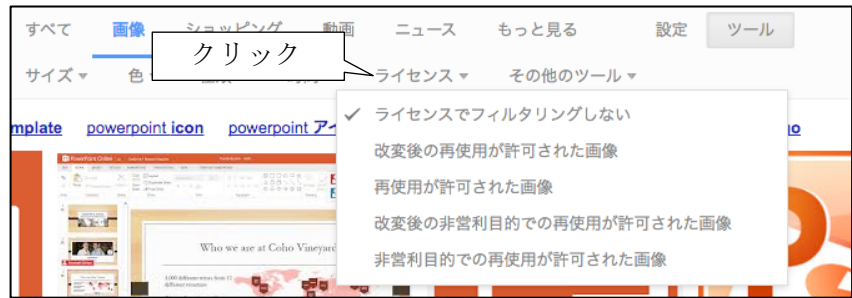 すべて 画像 ショッピング 動画 ニュース もっと見る 設定 ツール
クリック
サイズ 色 ライセンス その他のツール
✓ ライセンスでフィルタリングしない
mplate powerpoint icon powerpoint
改変後の再使用が許可された画像
再使用が許可された画像
改変後の非営利目的での再使用が許可された画像
非営利目的での再使用が許可された画像
PowerPoint Online
Who we are at Coho Vineyard